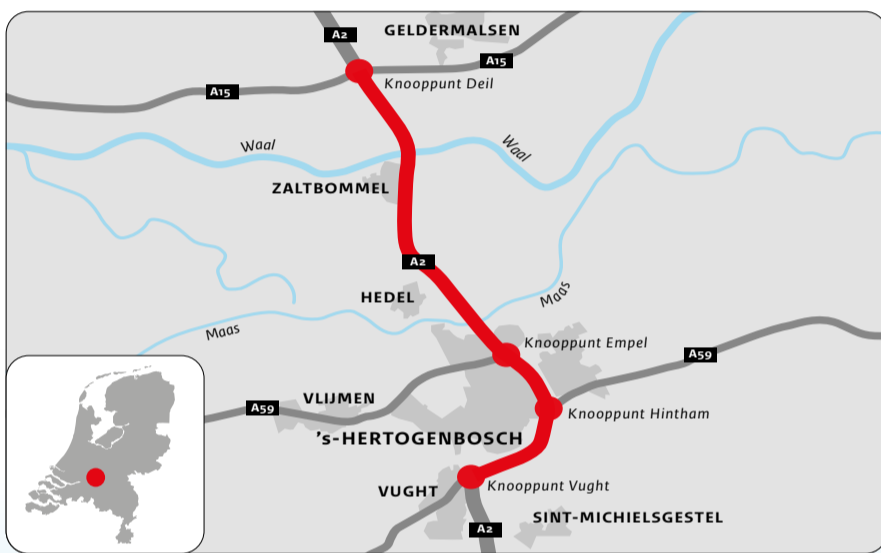 A2
GELDERMALSEN
A15
Knooppunt Deil
A15
Waal
Waal
ZALTBOMMEL
A2
HEDEL
Maas
Maas
Knooppunt Empel
A59
VLIJMEN
A59
Knooppunt Hintham
's-HERTOGENBOSCH
VUGHT
Knooppunt Vught
A2
SINT-MICHIELSGESTEL